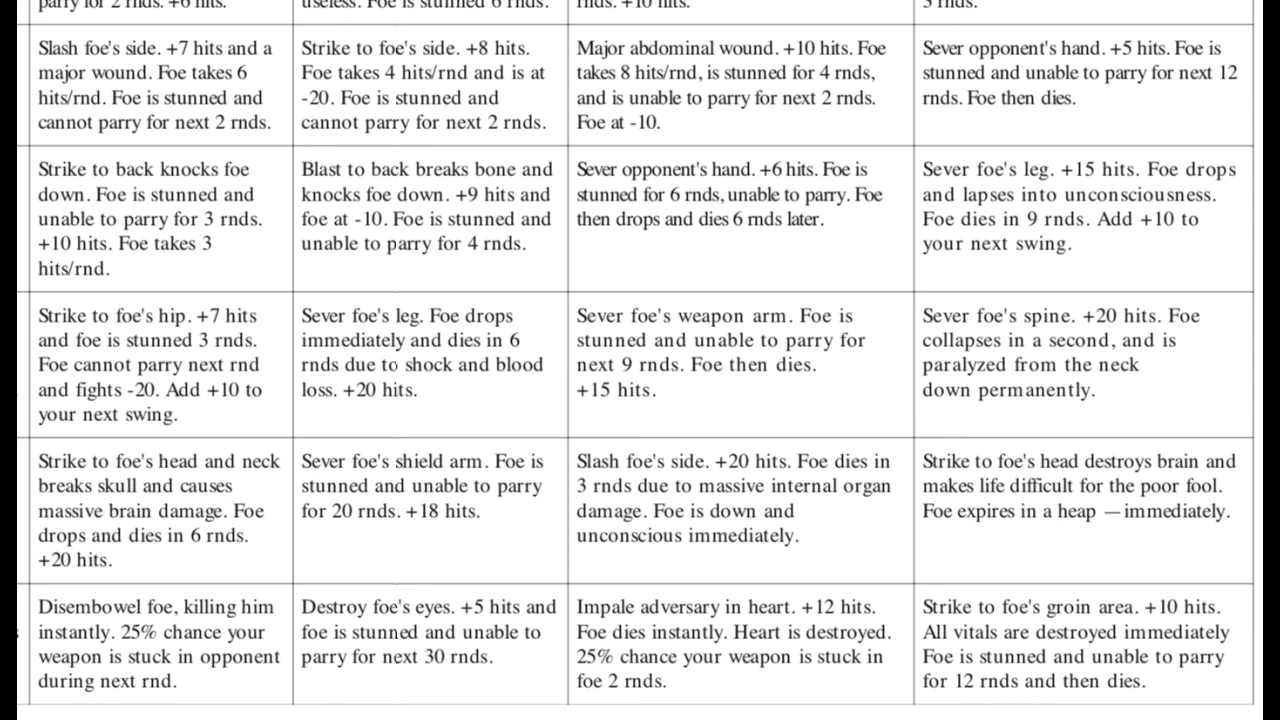 parry for 2 rnds. +6 hits.
useless. Foe is stunned 6 rnds.
rnds. +10 hits.
3 rnds.
Slash foe's side. +7 hits and a
major wound. Foe takes 6
hits/rnd. Foe is stunned and
cannot parry for next 2 rnds.
Strike to foe's side. +8 hits.
Foe takes 4 hits/rnd and is at
-20. Foe is stunned and
cannot parry for next 2 rnds.
Major abdominal wound. +10 hits. Foe
takes 8 hits/rnd, is stunned for 4 rnds,
and is unable to parry for next 2 rnds.
Foe at -10.
Sever opponent's hand. +5 hits. Foe is
stunned and unable to parry for next 12
rnds. Foe then dies.
Strike to back knocks foe
down. Foe is stunned and
unable to parry for 3 rnds.
+10 hits. Foe takes 3
hits/rnd.
Blast to back breaks bone and
knocks foe down. +9 hits and
foe at -10. Foe is stunned and
unable to parry for 4 rnds.
Sever opponent's hand. +6 hits. Foe is
stunned for 6 rnds, unable to parry. Foe
then drops and dies 6 rnds later.
Sever foe's leg. +15 hits. Foe drops
and lapses into unconsciousness.
Foe dies in 9 rnds. Add +10 to
your next swing.
Strike to foe's hip. +7 hits
and foe is stunned 3 rnds.
Foe cannot parry next rnd
and fights -20. Add +10 to
your next swing.
Sever foe's leg. Foe drops
immediately and dies in 6
rnds due to shock and blood
loss. +20 hits.
Sever foe's weapon arm. Foe is
stunned and unable to parry for
next 9 rnds. Foe then dies.
+15 hits.
Sever foe's spine. +20 hits. Foe
collapses in a second, and is
paralyzed from the neck
down permanently.
Strike to foe's head and neck
breaks skull and causes
massive brain damage. Foe
drops and dies in 6 rnds.
+20 hits.
Sever foe's shield arm. Foe is
stunned and unable to parry
for 20 rnds. +18 hits.
Slash foe's side. +20 hits. Foe dies in
3 rnds due to massive internal organ
damage. Foe is down and
unconscious immediately.
Strike to foe's head destroys brain and
makes life difficult for the poor fool.
Foe expires in a heap — immediately.
Disembowel foe, killing him
instantly. 25% chance your
weapon is stuck in opponent
during next rnd.
Destroy foe's eyes. +5 hits and
foe is stunned and unable to
parry for next 30 rnds.
Impale adversary in heart. +12 hits.
Foe dies instantly. Heart is destroyed.
25% chance your weapon is stuck in
foe 2 rnds.
Strike to foe's groin area. +10 hits.
All vitals are destroyed immediately
Foe is stunned and unable to parry
for 12 rnds and then dies.